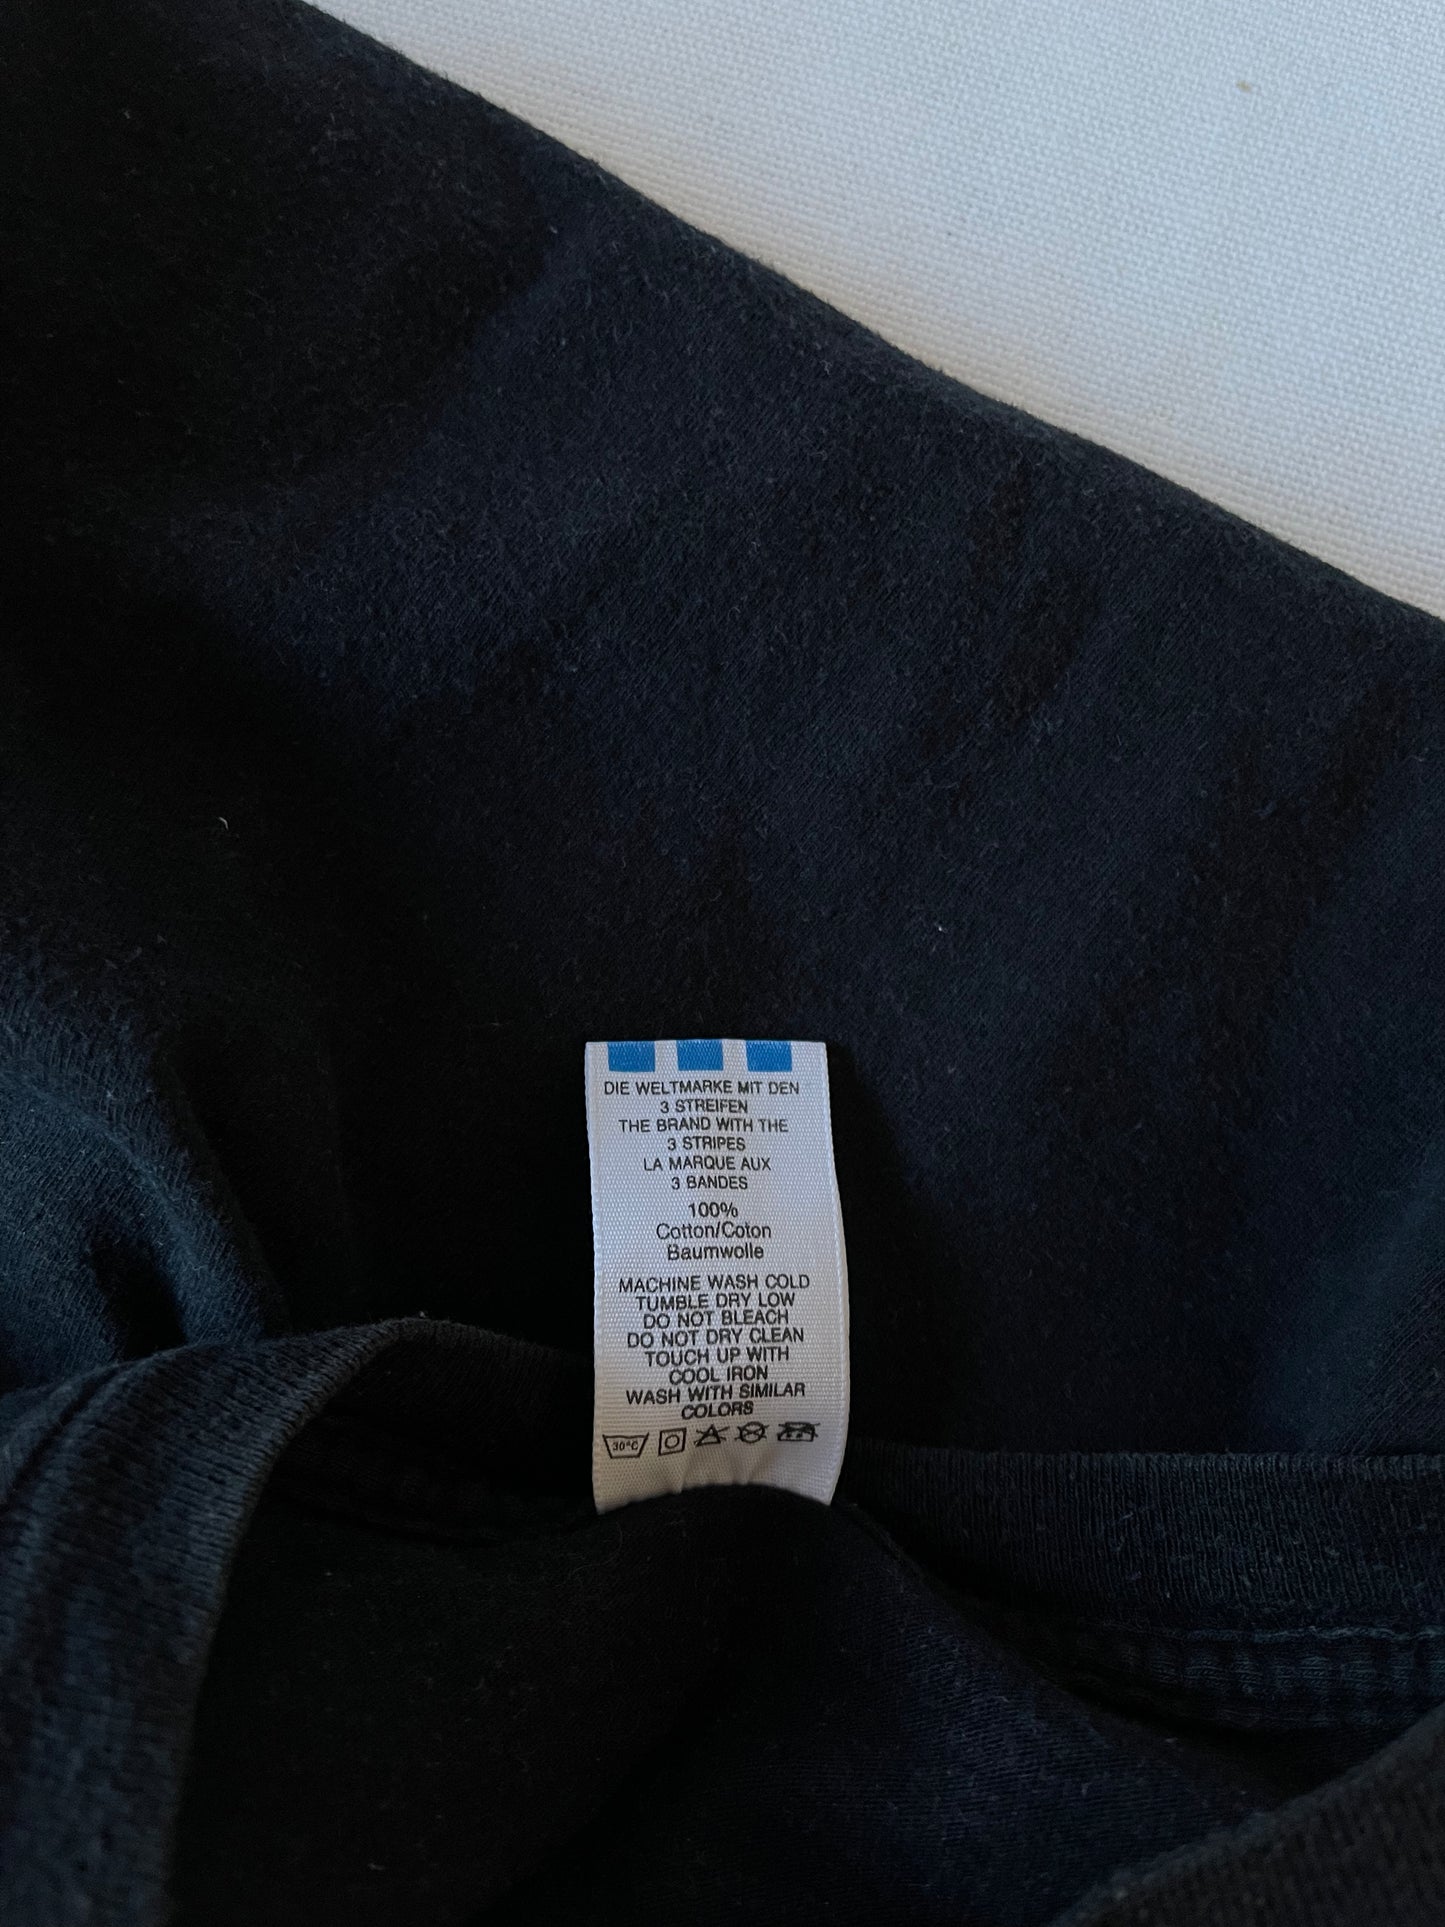 DIE WELTMARKE MIT DEN
3 STREIFEN
THE BRAND WITH THE
3 STRIPES
LA MARQUE AUX
3 BANDES
100%
Cotton/Coton
Baumwolle
MACHINE WASH COLD
TUMBLE DRY LOW
DO NOT BLEACH
DO NOT DRY CLEAN
TOUCH UP WITH
COOL IRON
WASH WITH SIMILAR
COLORS
30°C